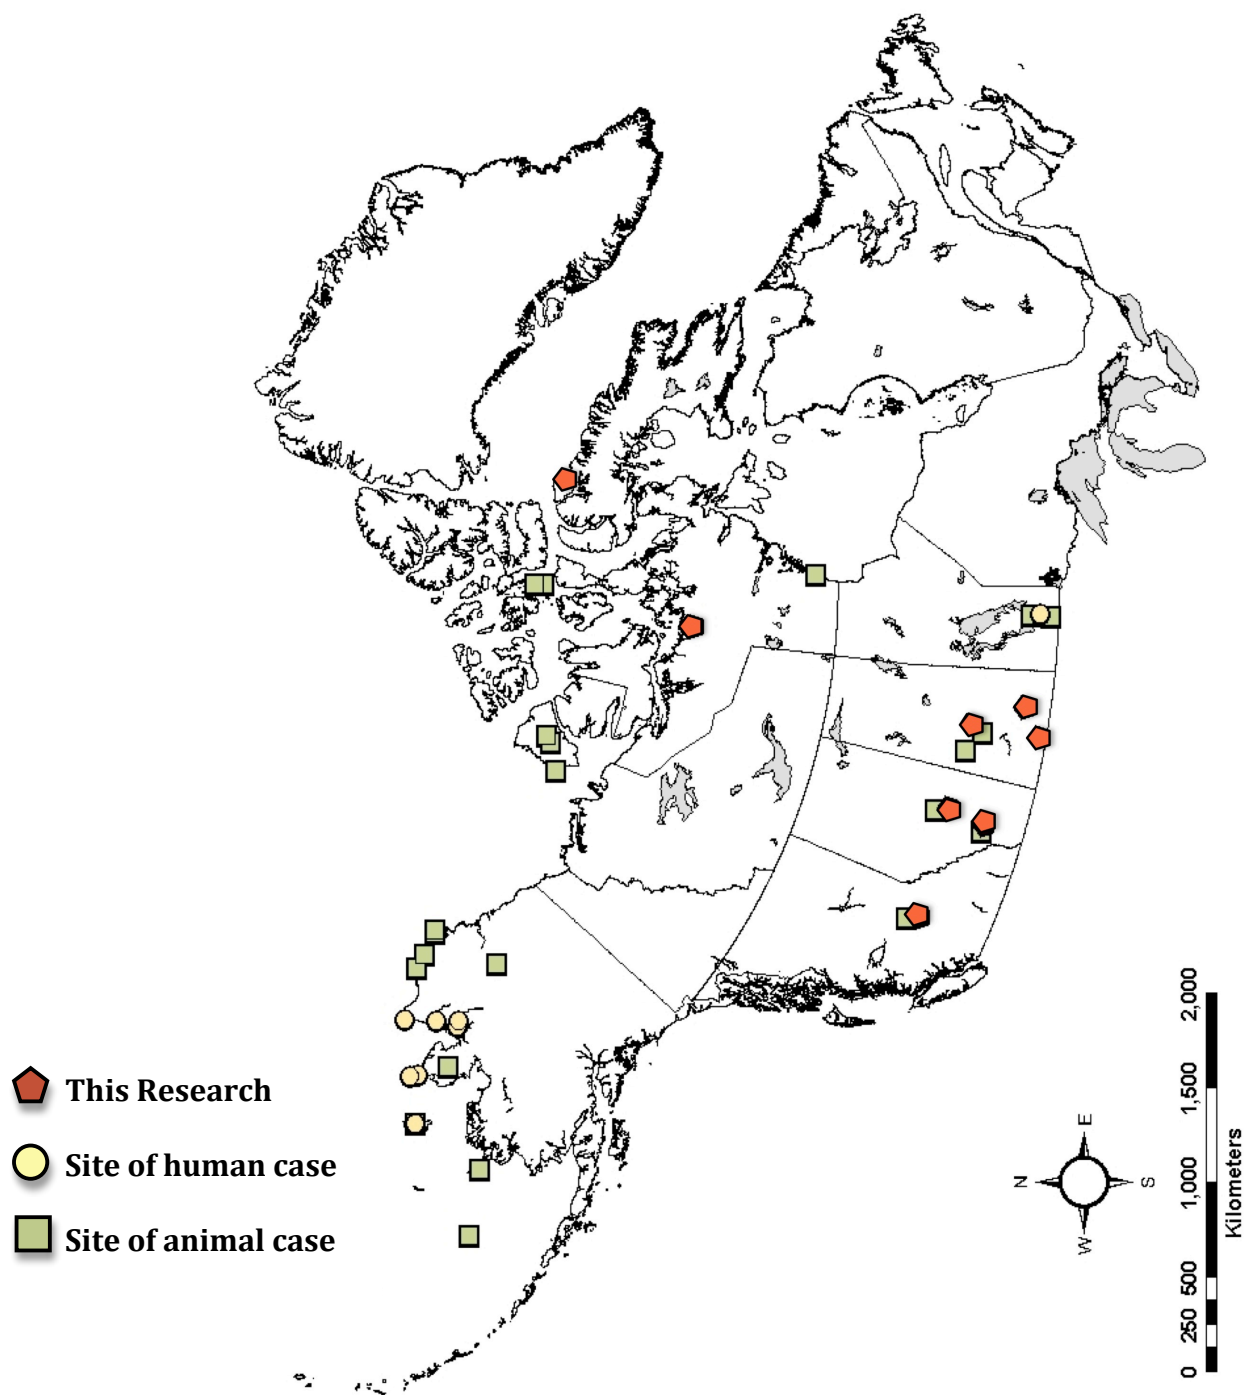 This Research
Site of human case
Site of animal case
N
E
S
W
0 250 500 1,000 1,500 2,000
Kilometers